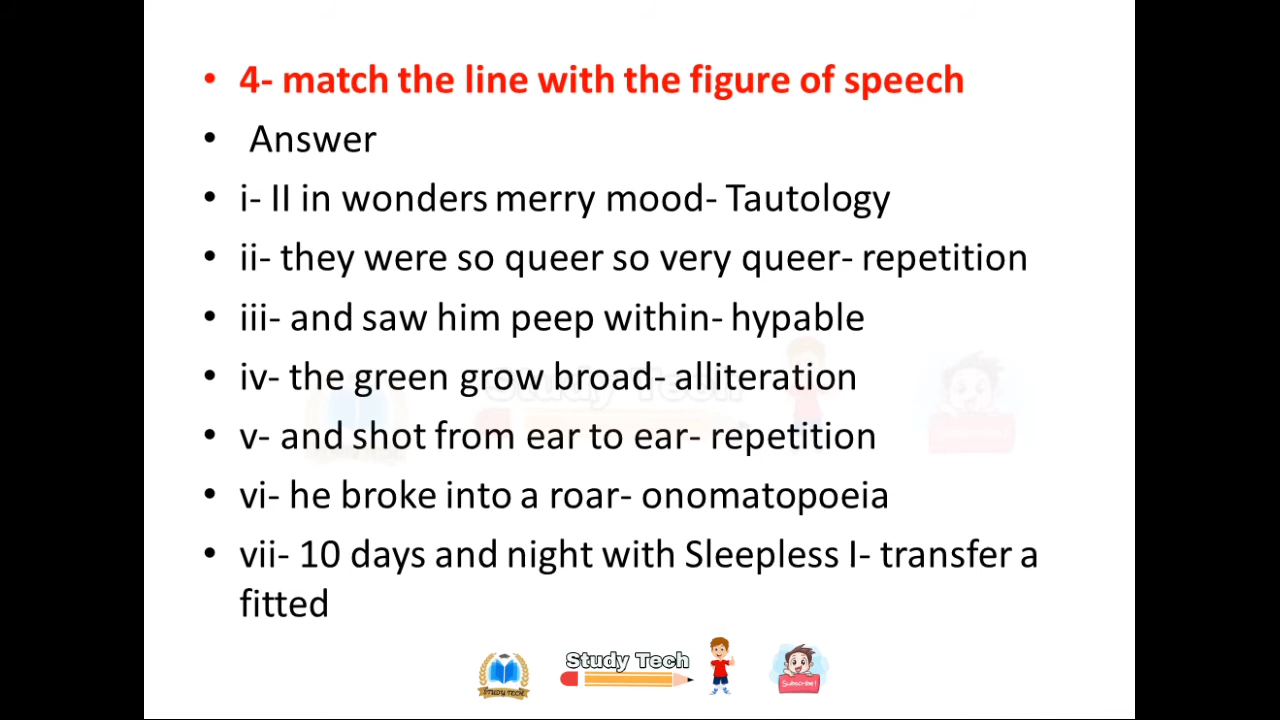 • 4- match the line with the figure of speech
• Answer
• i- II in wonders merry mood- Tautology
• ii- they were so queer so very queer- repetition
• iii- and saw him peep within- hypable
• iv- the green grow broad- alliteration
• v- and shot from ear to ear- repetition
• vi- he broke into a roar- onomatopoeia
• vii- 10 days and night with Sleepless I- transfer a
fitted
Study Tech
STUDY TECH
Subscribe!